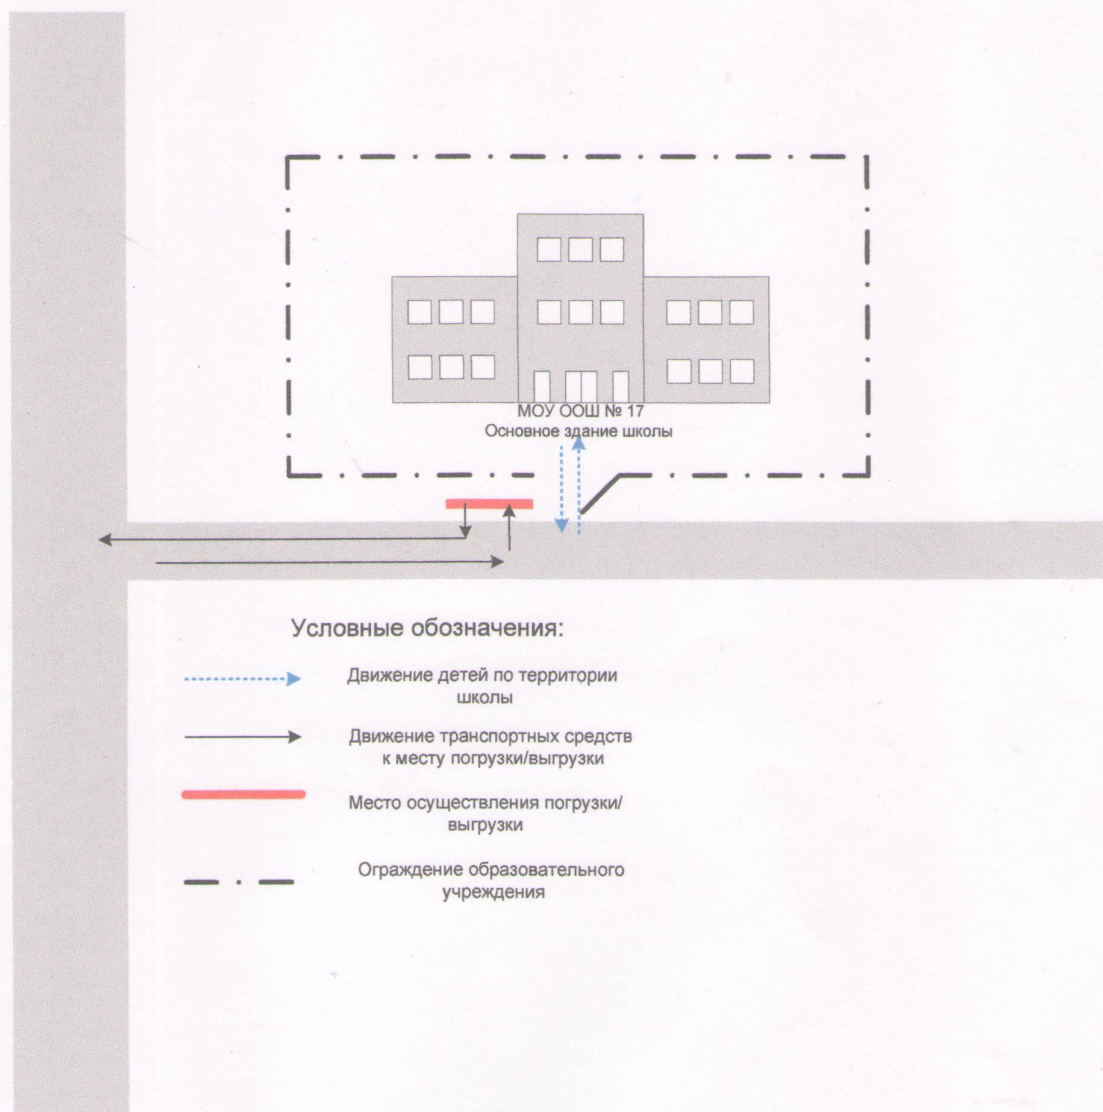 МОУ ООШ № 17
Основное здание школы
Условные обозначения:
Движение детей по территории
школы
Движение транспортных средств
к месту погрузки/выгрузки
Место осуществления погрузки/
выгрузки
Ограждение образовательного
учреждения